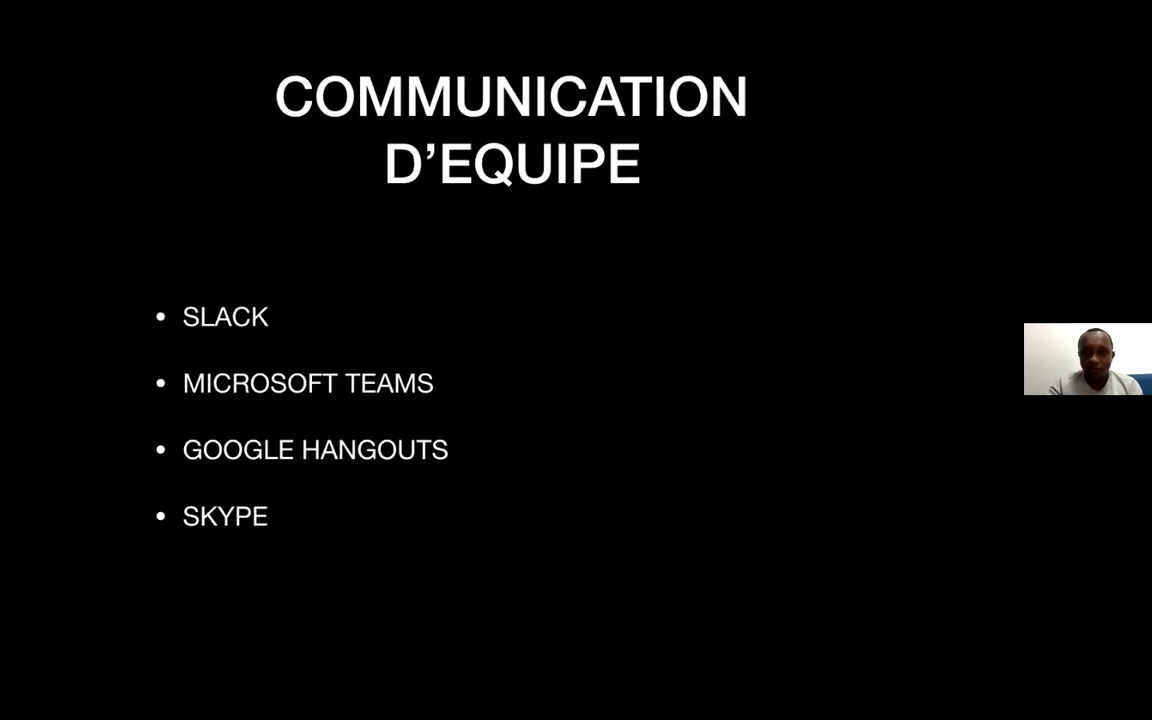 COMMUNICATION
D’EQUIPE
• SLACK
• MICROSOFT TEAMS
• GOOGLE HANGOUTS
• SKYPE